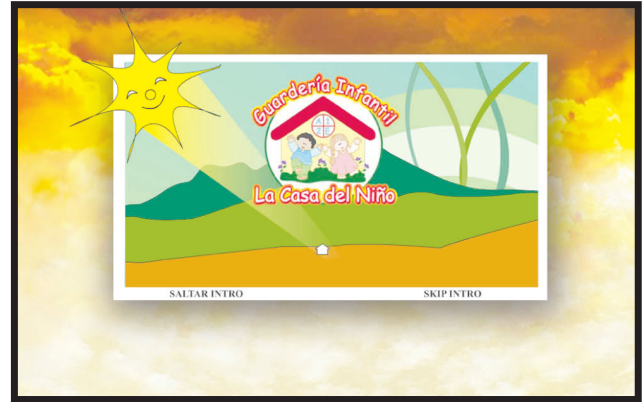 Guardería Infantil
La Casa del Niño
SALTAR INTRO
SKIP INTRO